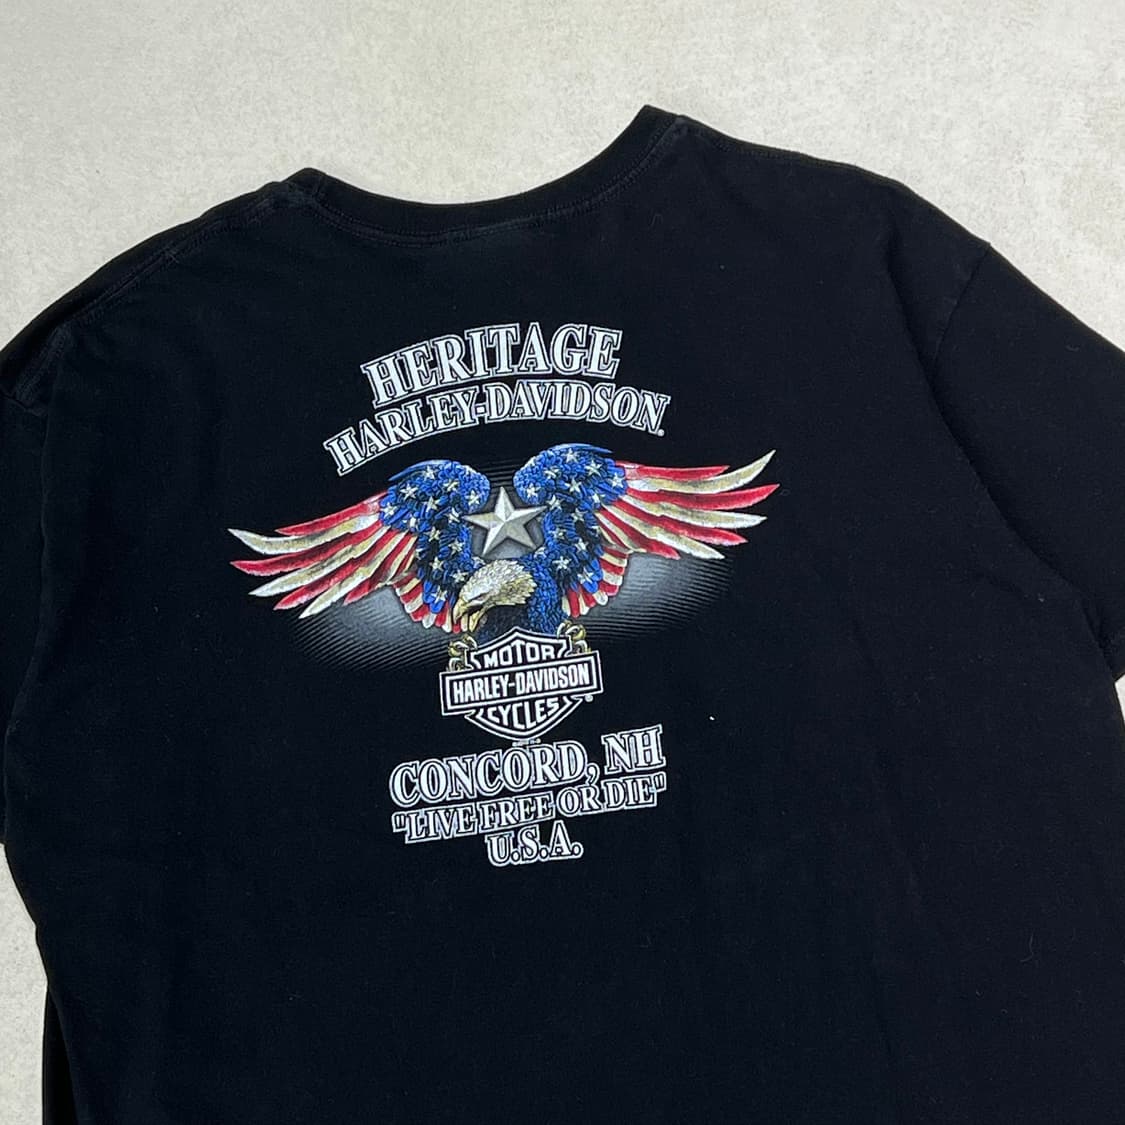 HERITAGE
HARLEY-DAVIDSON®
MOTOR
HARLEY-DAVIDSON
CYCLES®
CONCORD, NH
"LIVE FREE OR DIE"
U.S.A.